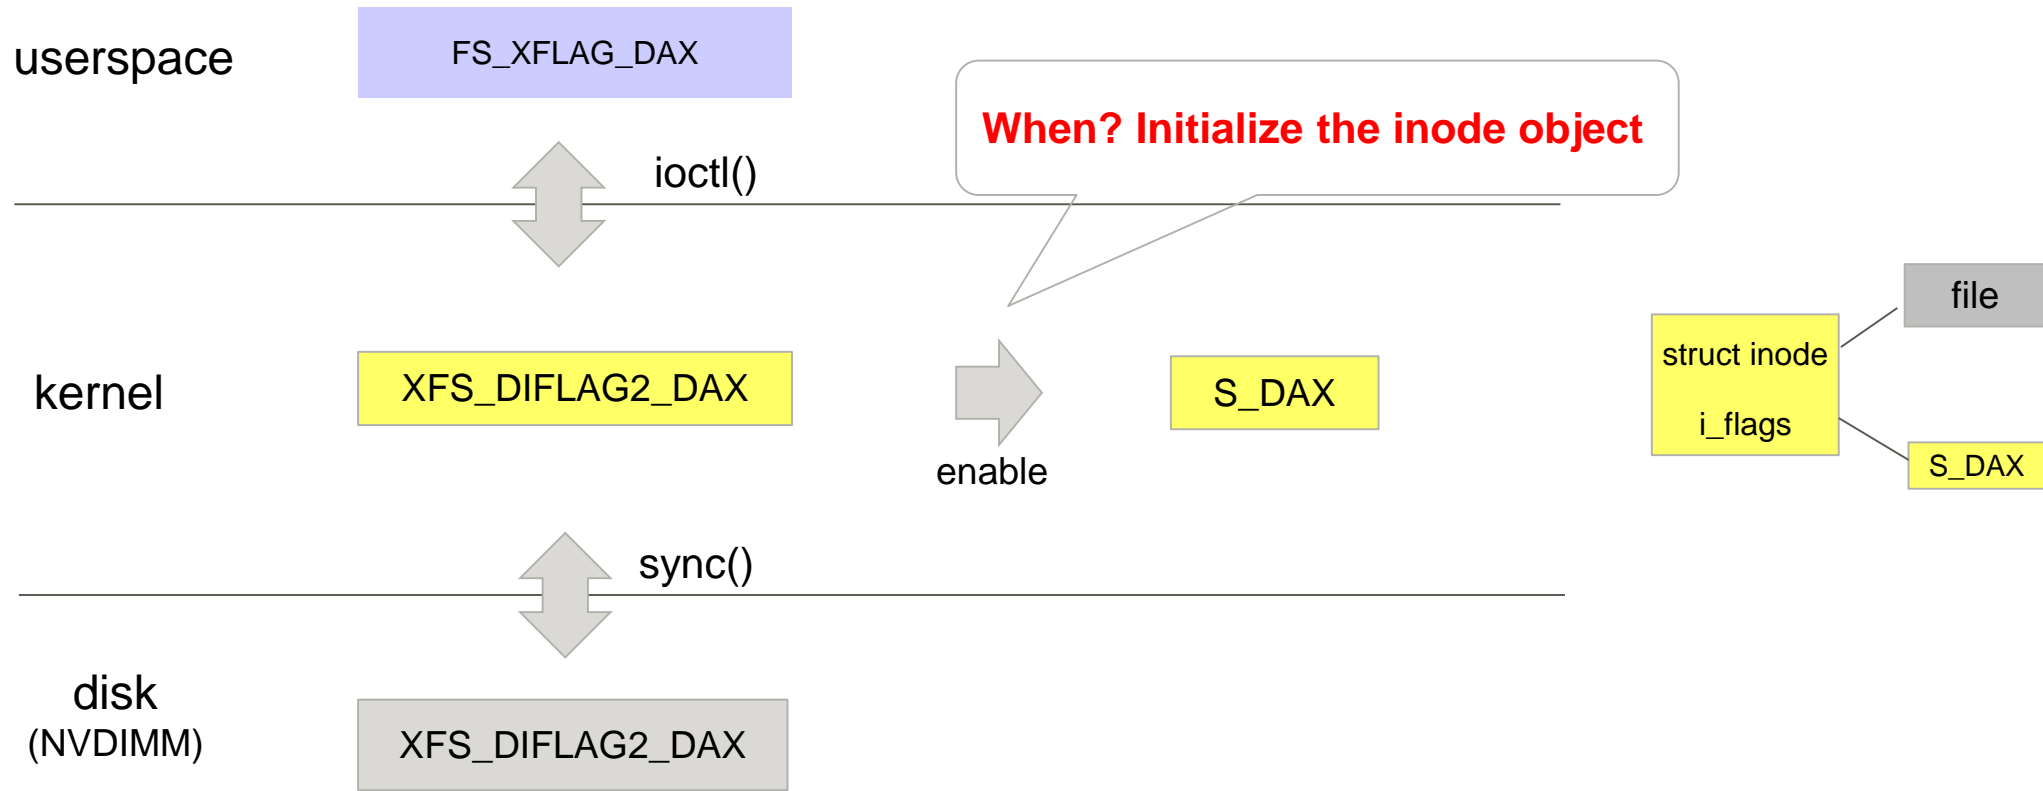 userspace
FS_XFLAG_DAX
When? Initialize the inode object
ioctl()
file
struct inode
kernel
XFS_DIFLAG2_DAX
S_DAX
i_flags
enable
S_DAX
sync()
disk
(NVDIMM)
XFS_DIFLAG2_DAX